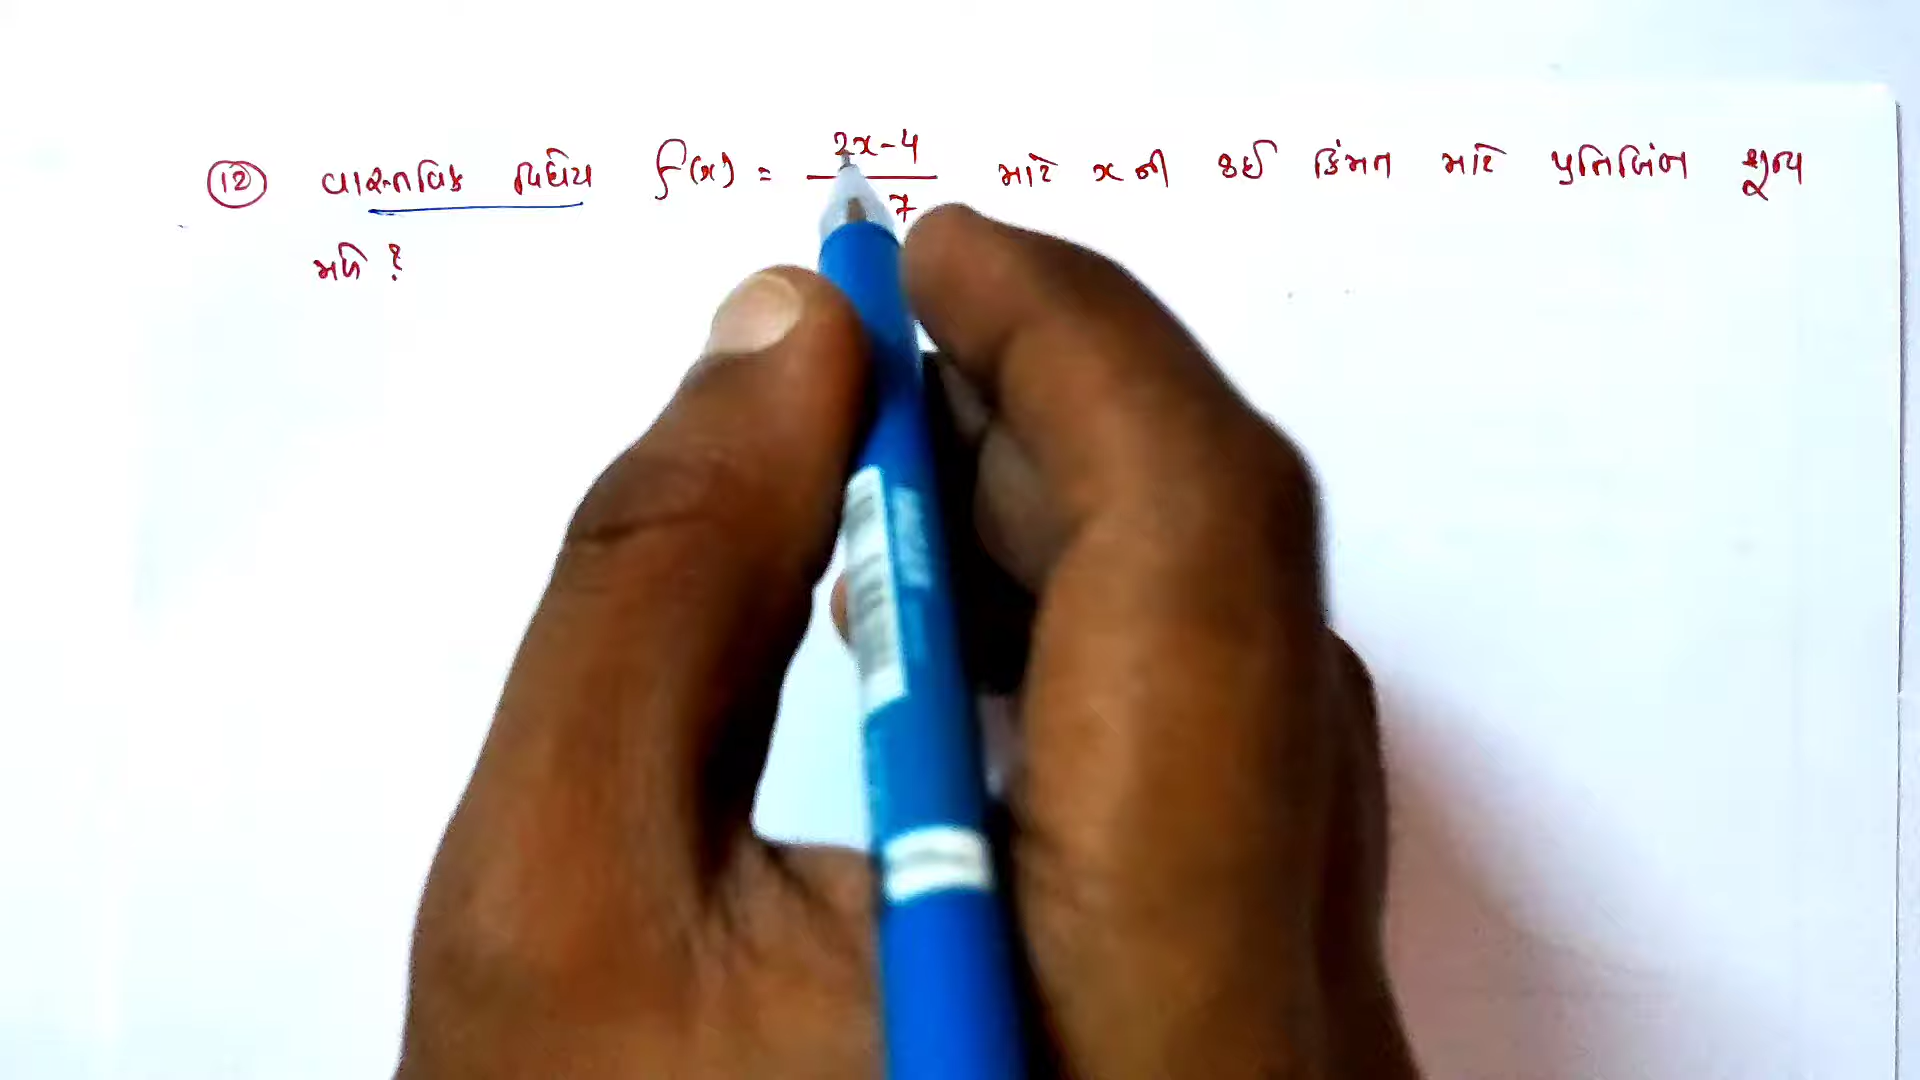 (12) વાસ્તવિક વિધેય f(x) = (2x-4)/7 માટે x ની કઈ કિંમત માટે પ્રતિબિંબ શૂન્ય
મળે ?